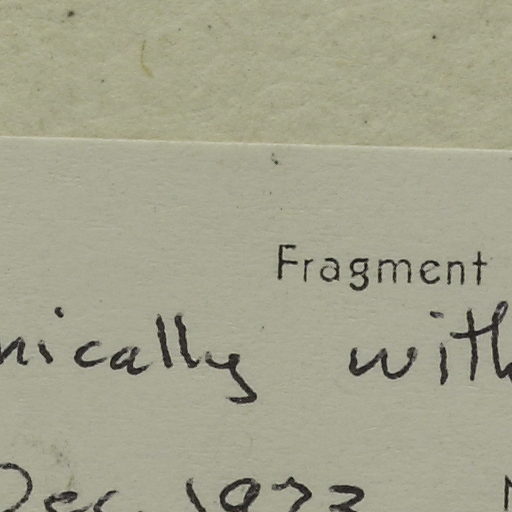 Fragment
nically with
Dec 1973